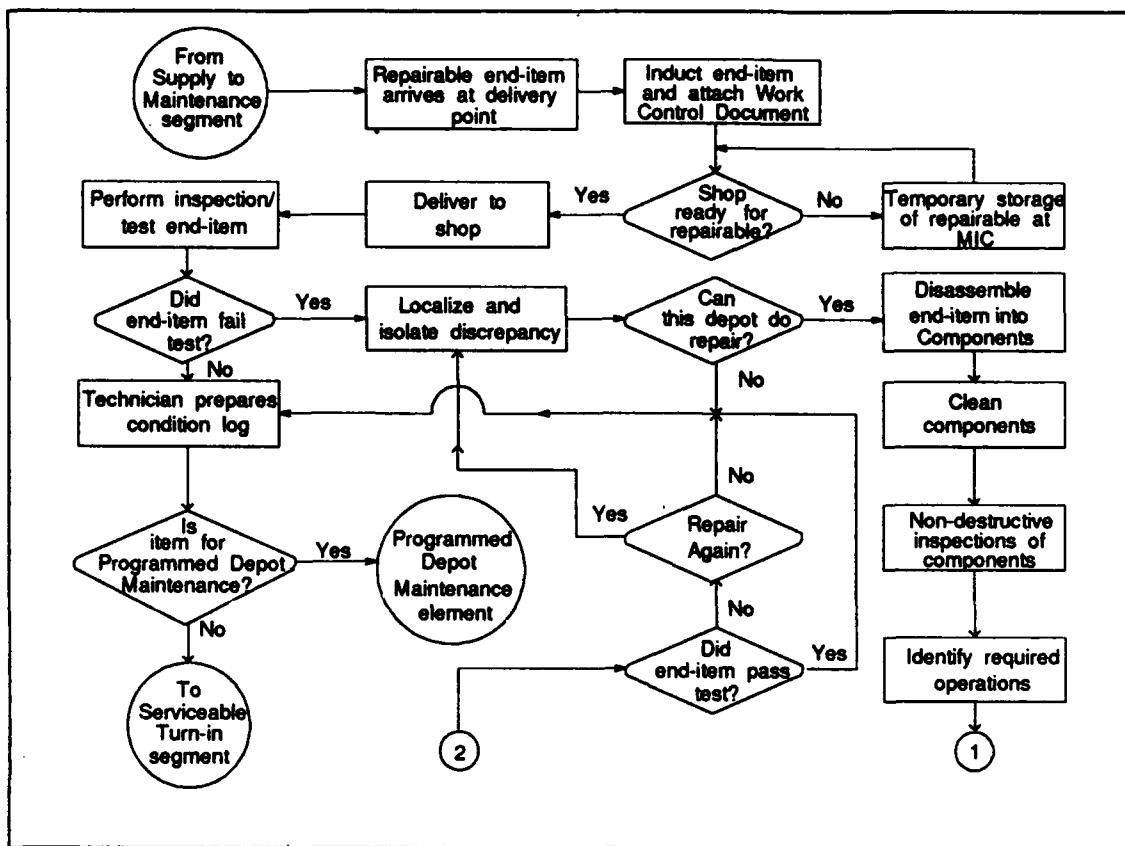 From
Supply to
Maintenance
segment
Repairable end-item
arrives at delivery
point
Induct end-item
and attach Work
Control Document
Perform inspection/
test end-item
Deliver to
shop
Yes
Shop
ready for
repairable?
No
Temporary storage
of repairable at
MIC
Did
end-item fail
test?
Yes
Localize and
isolate discrepancy
Can
this depot do
repair?
Yes
Disassemble
end-item into
Components
No
No
Technician prepares
condition log
Clean
components
No
Is
item for
Programmed Depot
Maintenance?
Yes
Programmed
Depot
Maintenance
element
Yes
Repair
Again?
Non-destructive
inspections of
components
No
No
Did
end-item pass
test?
Yes
Identify required
operations
To
Serviceable
Turn-in
segment
2
1